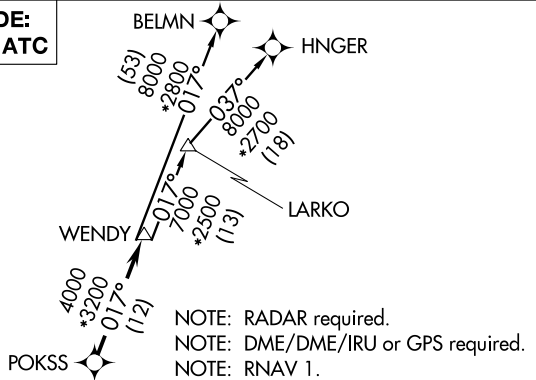 DE:
ATC
BELMN
HNGER
(53)
8000
*2800
017°
037°
8000
*2700
(18)
LARKO
017°
7000
*2500
(13)
WENDY
4000
*3200
017°
(12)
POKSS
NOTE: RADAR required.
NOTE: DME/DME/IRU or GPS required.
NOTE: RNAV 1.